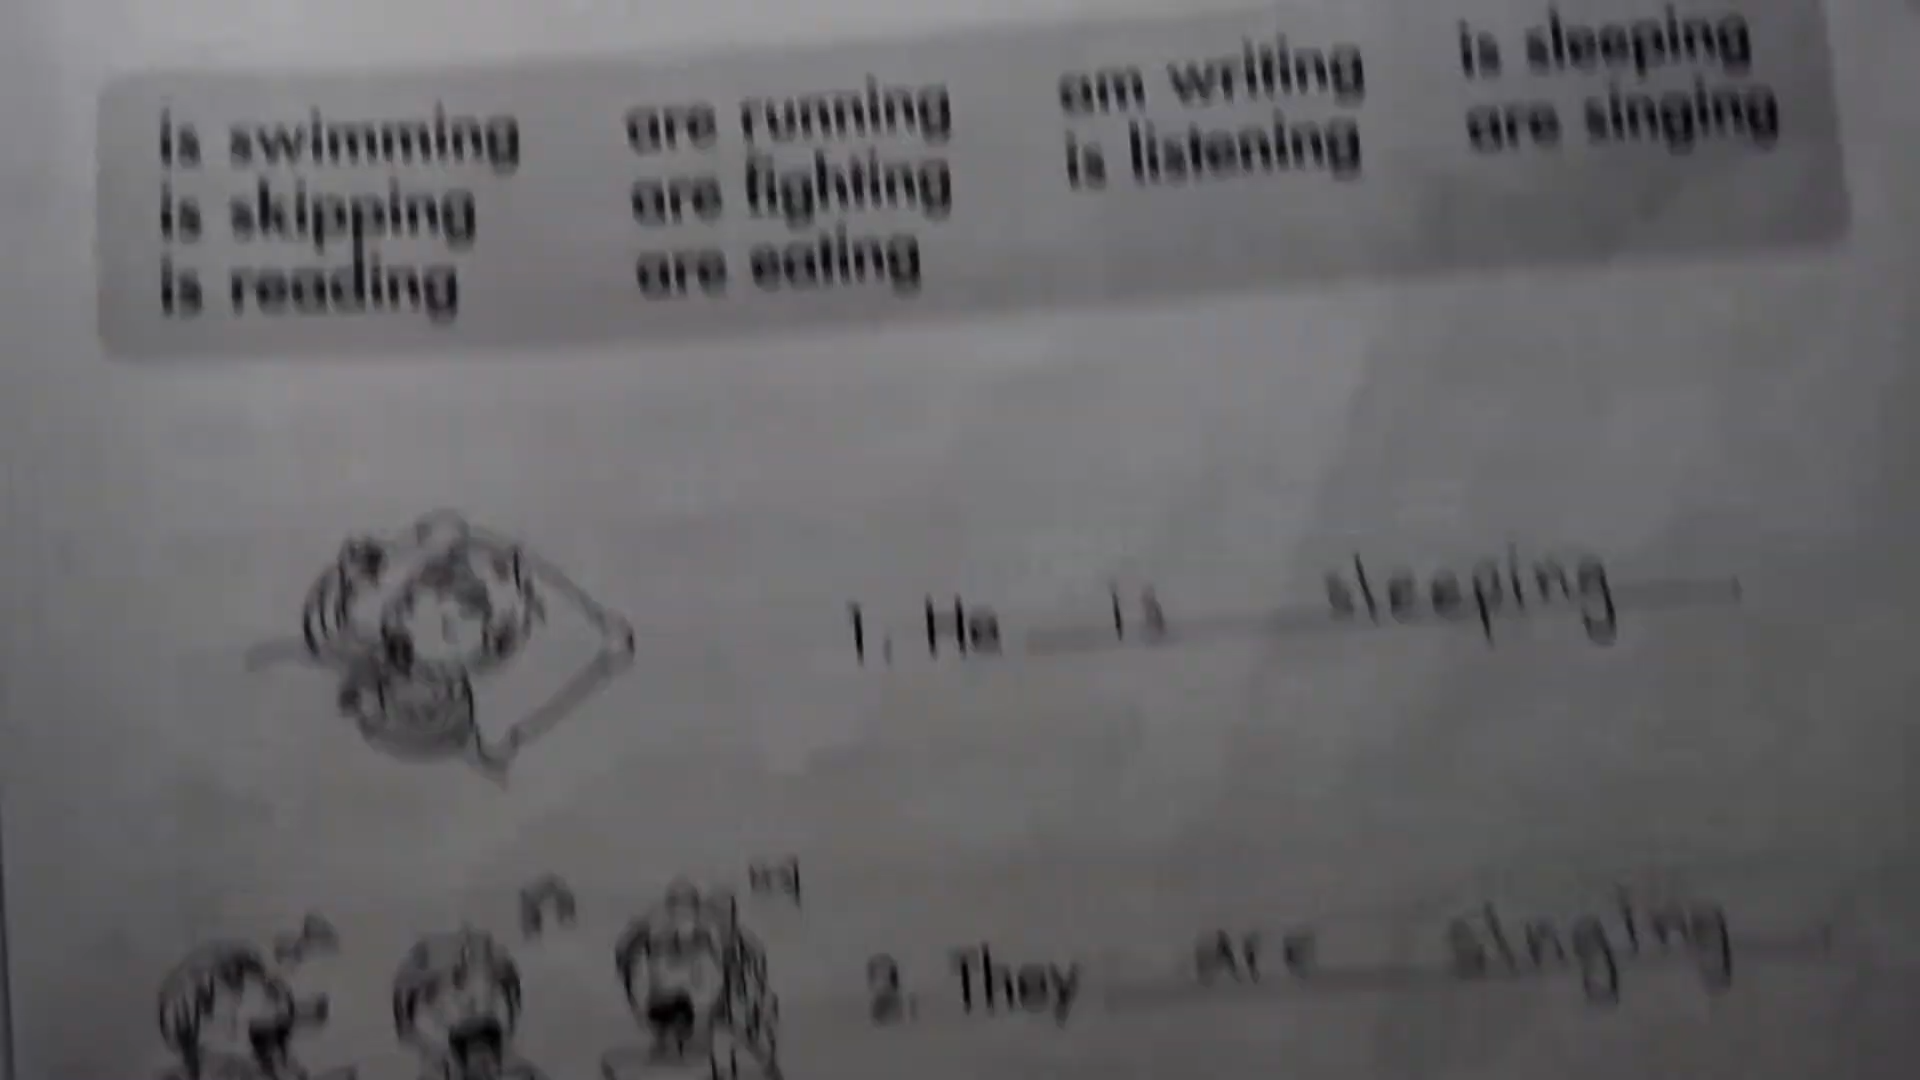 is swimming are running am writing is sleeping
is skipping are fighting is listening are singing
is reading are eating
1. He is sleeping
2. They are singing